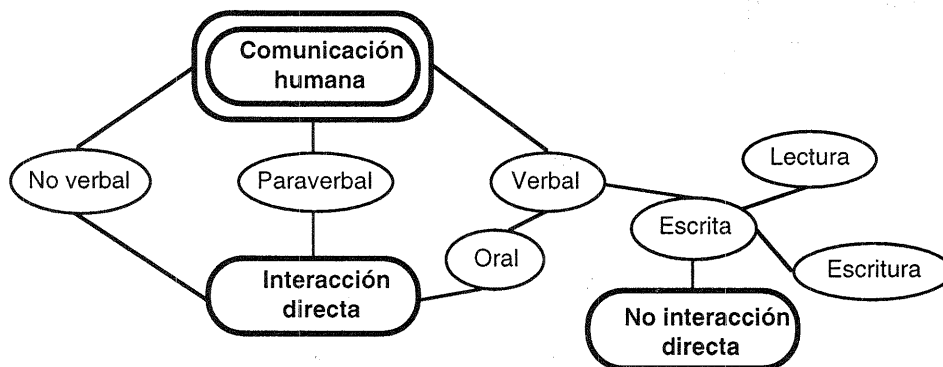 Comunicación
humana
No verbal
Paraverbal
Verbal
Lectura
Oral
Escrita
Escritura
Interacción
directa
No interacción
directa